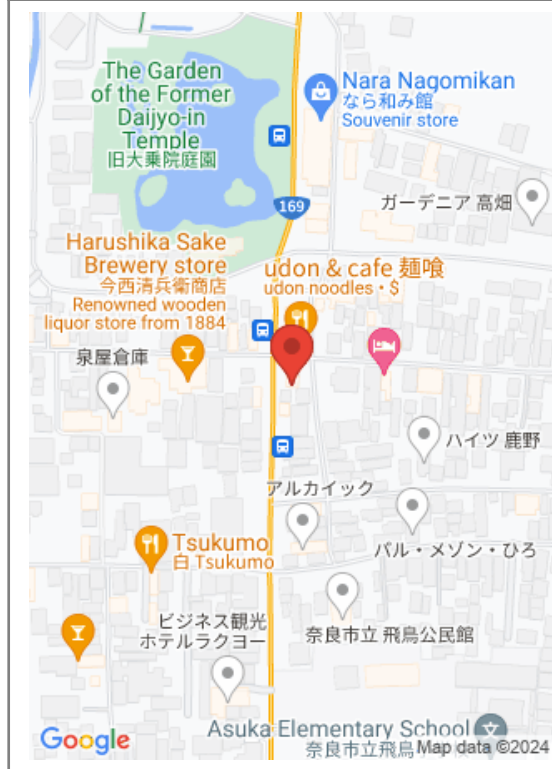 The Garden
of the Former
Daijyo-in
Temple
旧大乗院庭園
Nara Nagomikan
なら和み館
Souvenir store
169
ガーデニア 高畑
Harushika Sake
Brewery store
今西清兵衛商店
Renowned wooden
liquor store from 1884
udon & cafe 麺喰
udon noodles • $
泉屋倉庫
ハイツ 鹿野
アルカイック
Tsukumo
白 Tsukumo
パル・メゾン・ひろ
ビジネス観光
ホテルラクヨー
奈良市立 飛鳥公民館
Asuka Elementary School
奈良市立飛鳥
Google
Map data ©2024